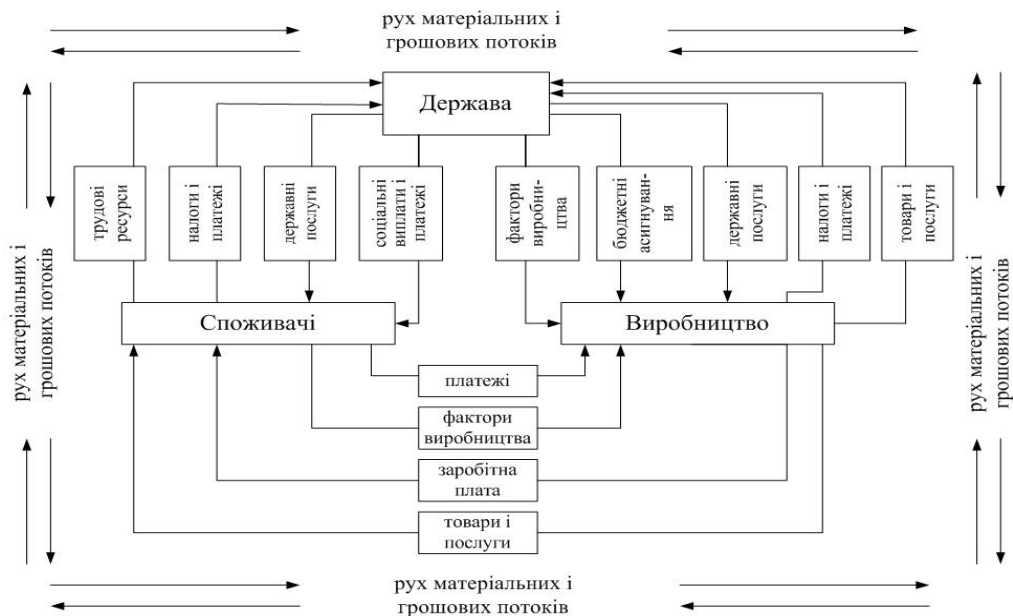 рух матеріальних і
грошових потоків
Держава
трудові
ресурси
налоги і
платежі
державні
послуги
соціальні
виплати і
платежі
фактори
виробни-
цтва
бюджетні
асигнуван-
ня
державні
послуги
налоги і
платежі
товари і
послуги
рух матеріальних і
грошових потоків
Споживачі
Виробництво
рух матеріальних і
грошових потоків
платежі
фактори
виробництва
заробітна
плата
товари і
послуги
рух матеріальних і
грошових потоків